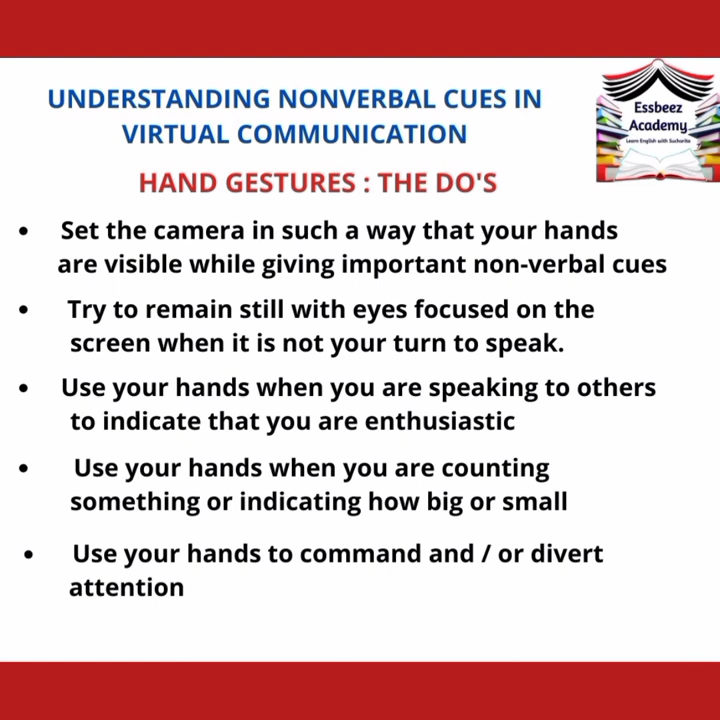 UNDERSTANDING NONVERBAL CUES IN
VIRTUAL COMMUNICATION
Essbeez
Academy
Learn English with Sucharita
HAND GESTURES : THE DO'S
• Set the camera in such a way that your hands
are visible while giving important non-verbal cues
• Try to remain still with eyes focused on the
screen when it is not your turn to speak.
• Use your hands when you are speaking to others
to indicate that you are enthusiastic
• Use your hands when you are counting
something or indicating how big or small
• Use your hands to command and / or divert
attention